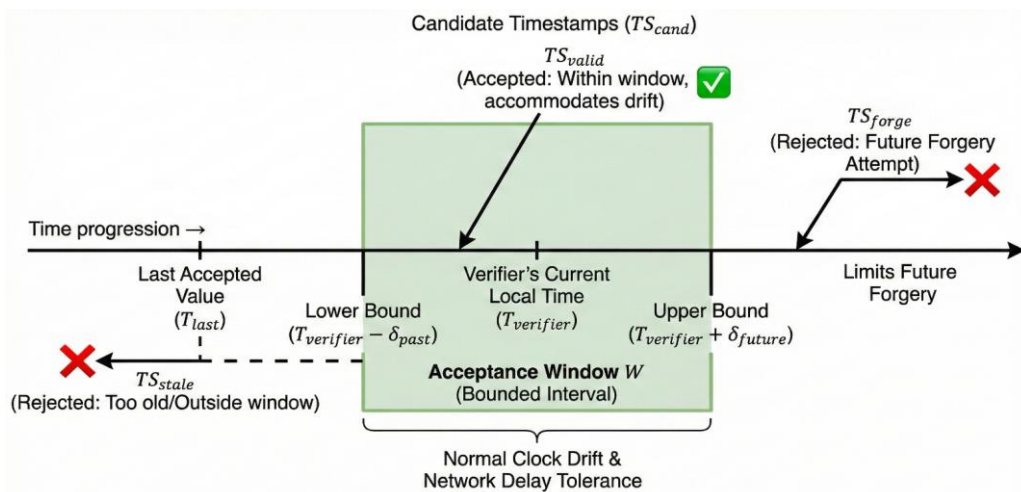 Candidate Timestamps (TS_cand)
TS_valid
(Accepted: Within window,
accommodates drift)
TS_forge
(Rejected: Future Forgery
Attempt)
Time progression →
Last Accepted
Value
(T_last)
Lower Bound
(T_verifier − δ_past)
Verifier's Current
Local Time
(T_verifier)
Upper Bound
(T_verifier + δ_future)
Limits Future
Forgery
TS_stale
(Rejected: Too old/Outside window)
Acceptance Window W
(Bounded Interval)
Normal Clock Drift &
Network Delay Tolerance